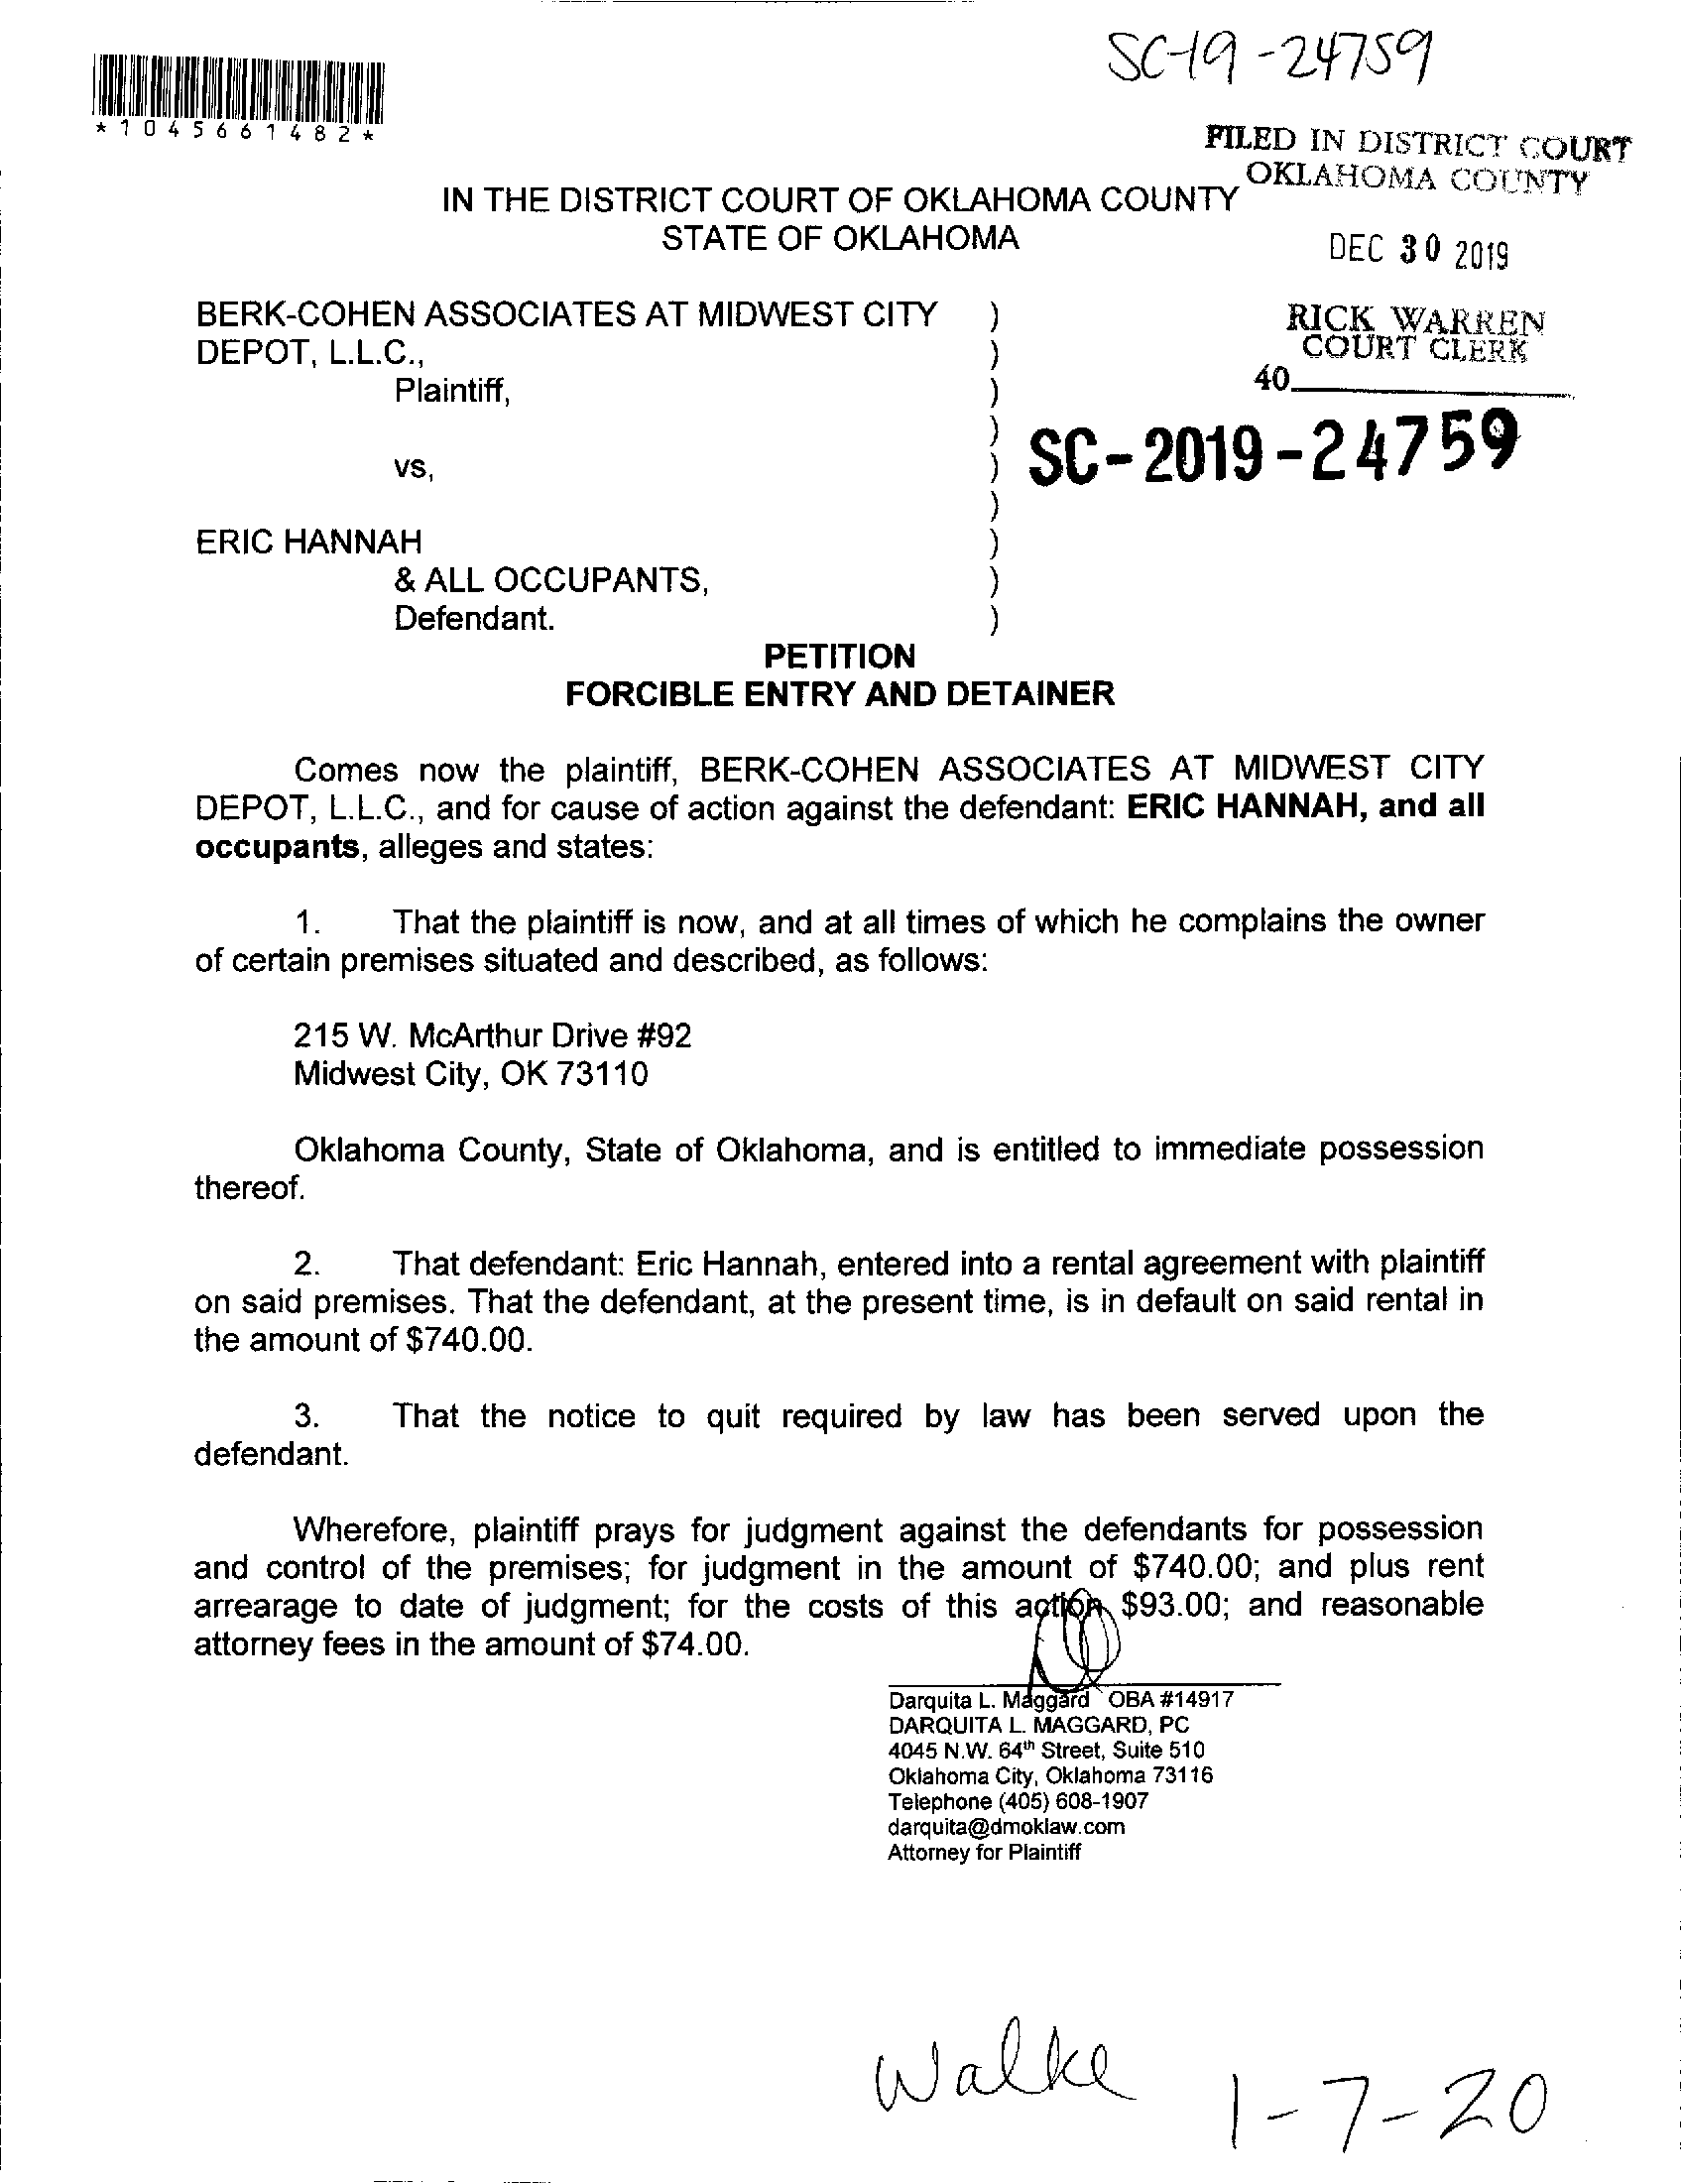 SC-19-24759
*1045661482*
FILED IN DISTRICT COURT
OKLAHOMA COUNTY
IN THE DISTRICT COURT OF OKLAHOMA COUNTY
STATE OF OKLAHOMA
DEC 30 2019
RICK WARREN
COURT CLERK
40
BERK-COHEN ASSOCIATES AT MIDWEST CITY )
DEPOT, L.L.C., )
Plaintiff, )
)
vs, ) SC-2019-24759
)
ERIC HANNAH )
& ALL OCCUPANTS, )
Defendant. )
PETITION
FORCIBLE ENTRY AND DETAINER
Comes now the plaintiff, BERK-COHEN ASSOCIATES AT MIDWEST CITY
DEPOT, L.L.C., and for cause of action against the defendant: ERIC HANNAH, and all
occupants, alleges and states:
1. That the plaintiff is now, and at all times of which he complains the owner
of certain premises situated and described, as follows:
215 W. McArthur Drive #92
Midwest City, OK 73110
Oklahoma County, State of Oklahoma, and is entitled to immediate possession
thereof.
2. That defendant: Eric Hannah, entered into a rental agreement with plaintiff
on said premises. That the defendant, at the present time, is in default on said rental in
the amount of $740.00.
3. That the notice to quit required by law has been served upon the
defendant.
Wherefore, plaintiff prays for judgment against the defendants for possession
and control of the premises; for judgment in the amount of $740.00; and plus rent
arrearage to date of judgment; for the costs of this action $93.00; and reasonable
attorney fees in the amount of $74.00.
Darquita L. Maggard OBA #14917
DARQUITA L. MAGGARD, PC
4045 N.W. 64th Street, Suite 510
Oklahoma City, Oklahoma 73116
Telephone (405) 608-1907
darquita@dmoklaw.com
Attorney for Plaintiff
Walke
1-7-20